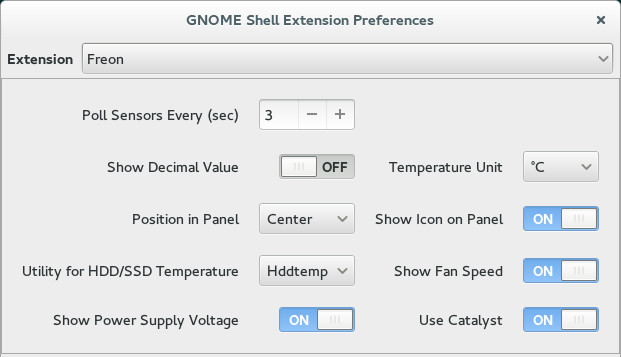 GNOME Shell Extension Preferences
Extension Freon
Poll Sensors Every (sec) 3 − +
Show Decimal Value OFF Temperature Unit °C
Position in Panel Center Show Icon on Panel ON
Utility for HDD/SSD Temperature Hddtemp Show Fan Speed ON
Show Power Supply Voltage ON Use Catalyst ON